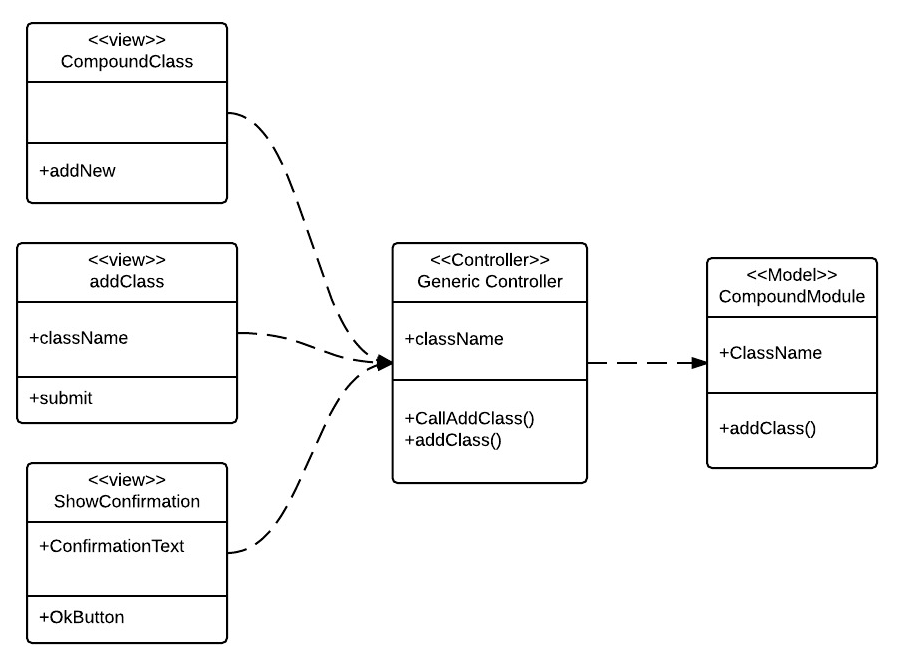 <<view>>
CompoundClass
+addNew
<<view>>
addClass
+className
+submit
<<view>>
ShowConfirmation
+ConfirmationText
+OkButton
<<Controller>>
Generic Controller
+className
+CallAddClass()
+addClass()
<<Model>>
CompoundModule
+ClassName
+addClass()